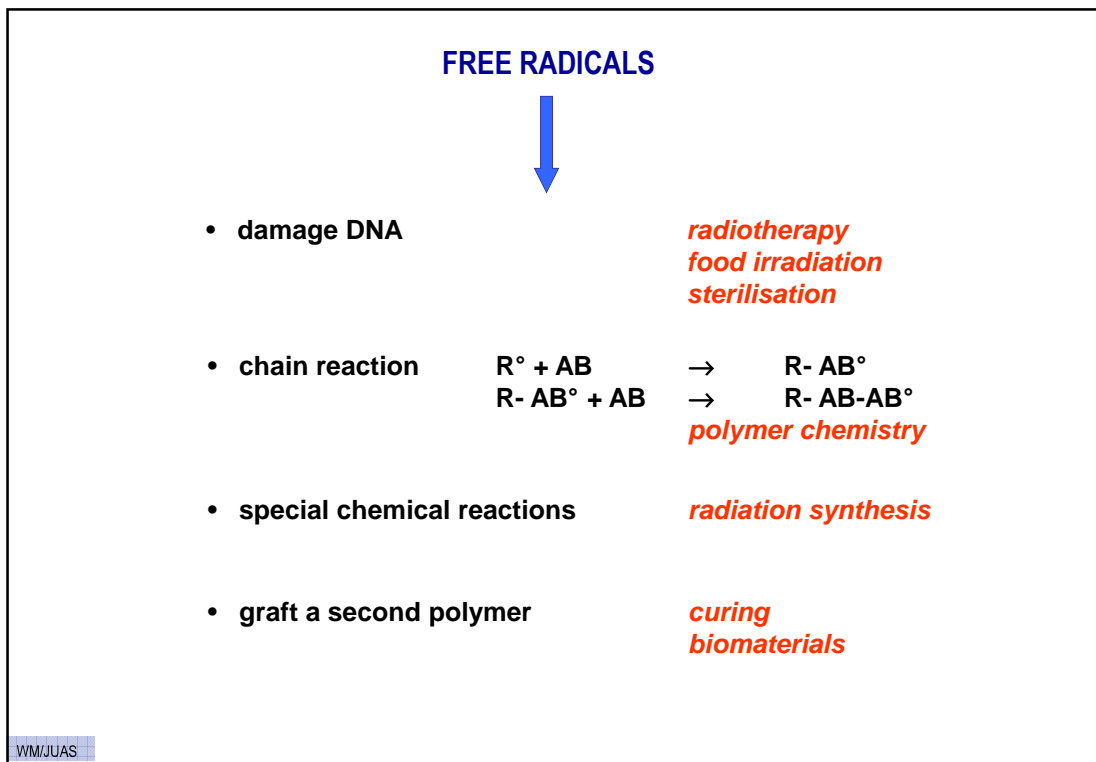 FREE RADICALS
• damage DNA radiotherapy
food irradiation
sterilisation
• chain reaction R° + AB → R- AB°
R- AB° + AB → R- AB-AB°
polymer chemistry
• special chemical reactions radiation synthesis
• graft a second polymer curing
biomaterials
WM/JUAS